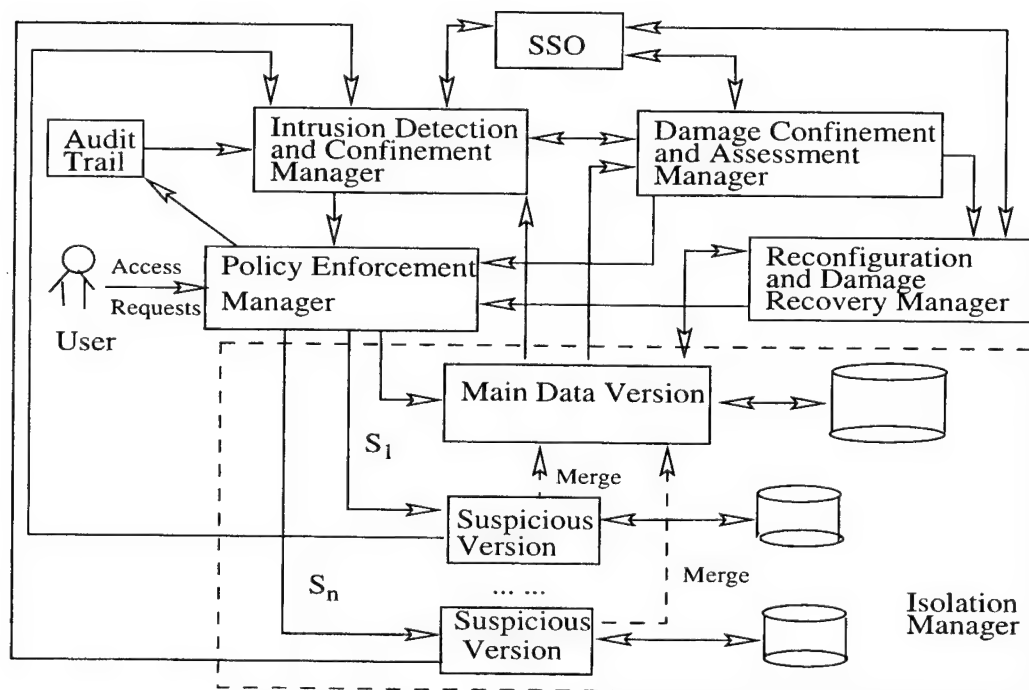 SSO
Audit
Trail
Intrusion Detection
and Confinement
Manager
Damage Confinement
and Assessment
Manager
User
Access
Requests
Policy Enforcement
Manager
Reconfiguration
and Damage
Recovery Manager
Main Data Version
S1
Merge
Suspicious
Version
Sn
... ...
Merge
Suspicious
Version
Isolation
Manager